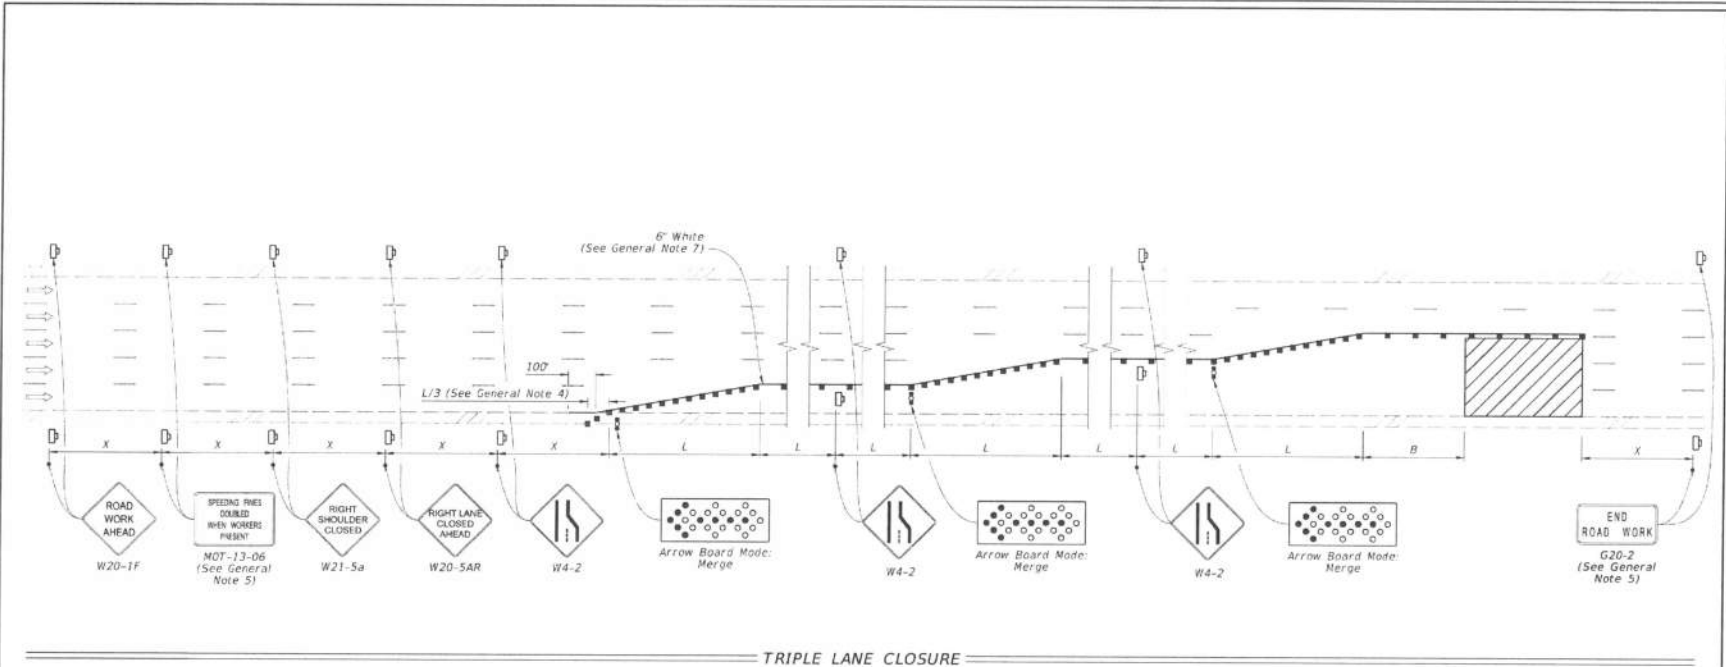 6" White
(See General Note 7)
100'
L/3 (See General Note 4)
X
X
X
X
X
L
L
L
L
L
L
L
B
X
ROAD
WORK
AHEAD
W20-1F
SPEEDING FINES
DOUBLED
WHEN WORKERS
PRESENT
MOT-13-06
(See General
Note 5)
RIGHT
SHOULDER
CLOSED
W21-5a
RIGHT LANE
CLOSED
AHEAD
W20-5AR
W4-2
Arrow Board Mode:
Merge
W4-2
Arrow Board Mode:
Merge
W4-2
Arrow Board Mode:
Merge
END
ROAD WORK
G20-2
(See General
Note 5)
TRIPLE LANE CLOSURE